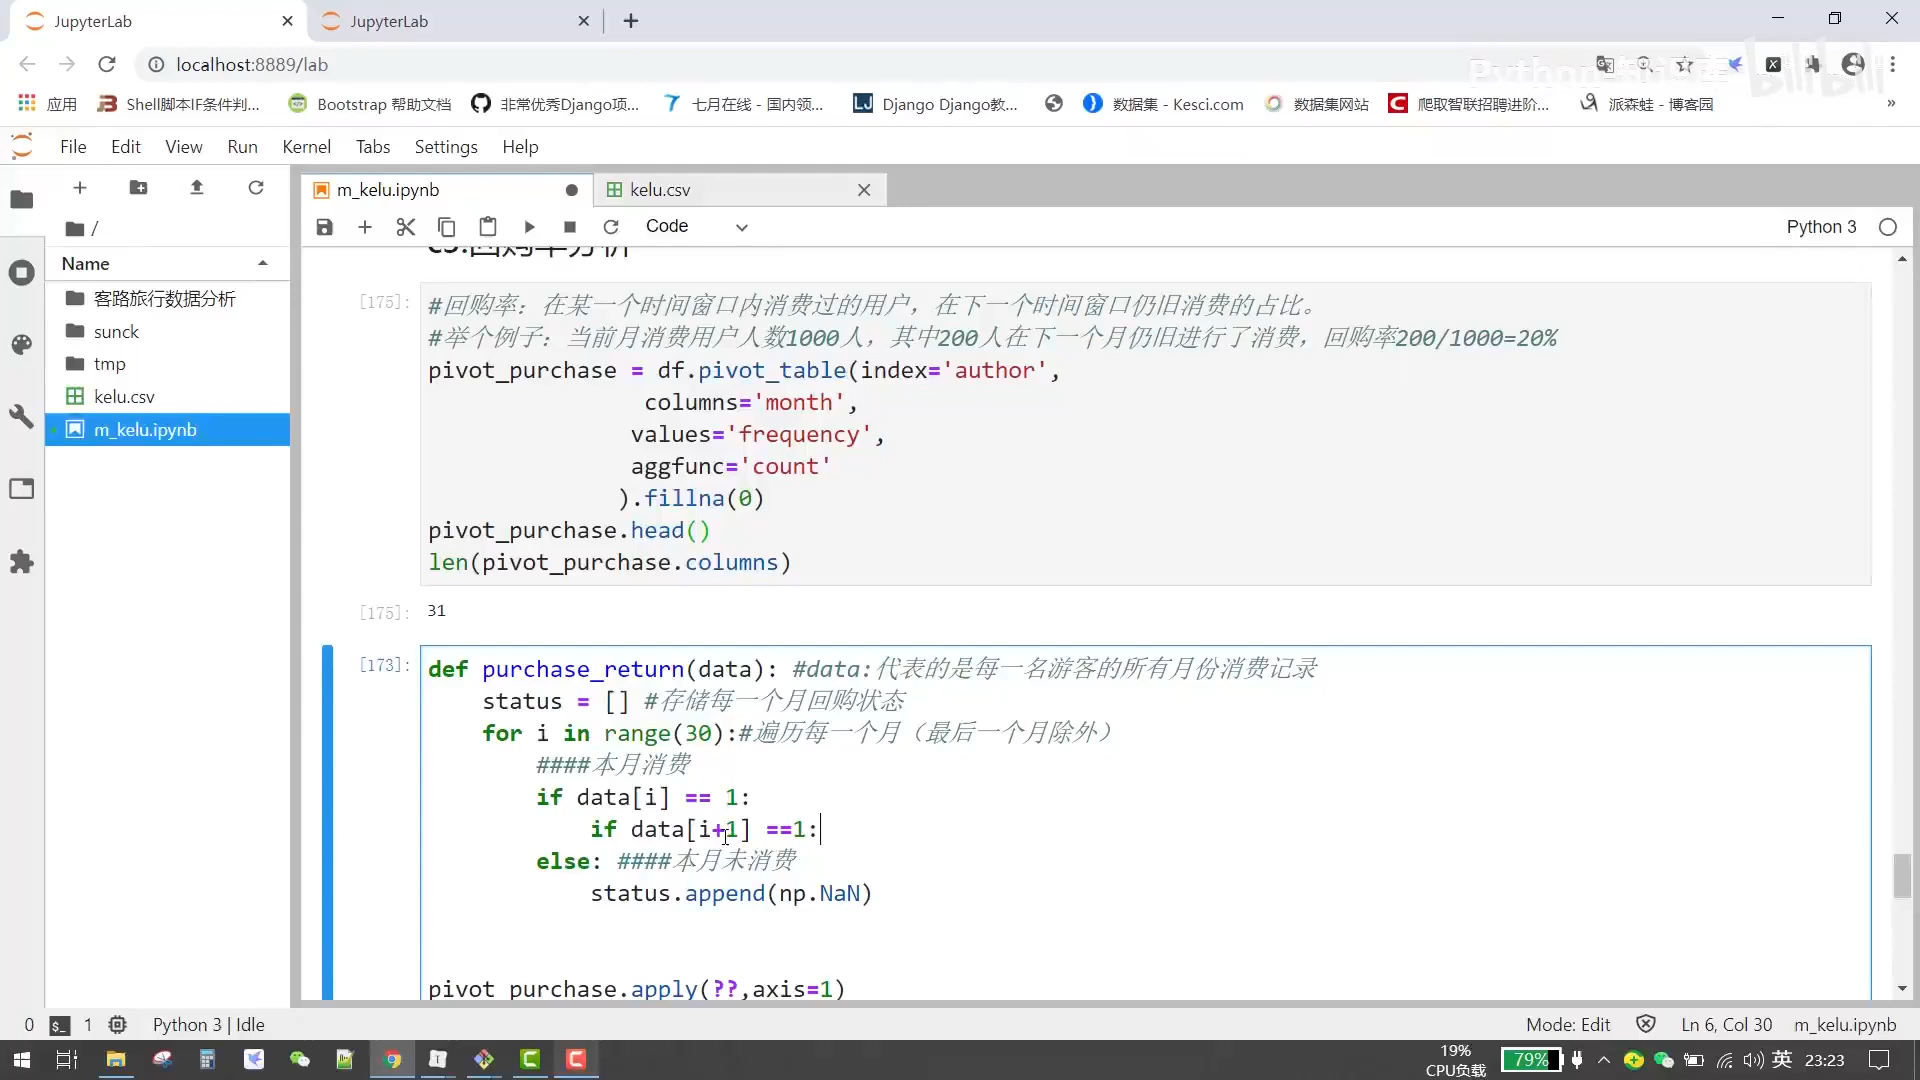 JupyterLab
JupyterLab
localhost:8889/lab
应用
Shell脚本IF条件判...
Bootstrap 帮助文档
非常优秀Django项...
七月在线 - 国内领...
Django Django教...
数据集 - Kesci.com
数据集网站
爬取智联招聘进阶...
派森蛙 - 博客园
»
bilibili
File Edit View Run Kernel Tabs Settings Help
m_kelu.ipynb
kelu.csv
Code
Python 3
/
Name
客路旅行数据分析
sunck
tmp
kelu.csv
m_kelu.ipynb
[175]:
#回购率：在某一个时间窗口内消费过的用户，在下一个时间窗口仍旧消费的占比。
#举个例子：当前月消费用户人数1000人，其中200人在下一个月仍旧进行了消费，回购率200/1000=20%
pivot_purchase = df.pivot_table(index='author',
columns='month',
values='frequency',
aggfunc='count'
).fillna(0)
pivot_purchase.head()
len(pivot_purchase.columns)
[175]: 31
[173]:
def purchase_return(data): #data:代表的是每一名游客的所有月份消费记录
status = [] #存储每一个月回购状态
for i in range(30):#遍历每一个月（最后一个月除外）
####本月消费
if data[i] == 1:
if data[i+1] ==1:
else: ####本月未消费
status.append(np.NaN)
pivot_purchase.apply(??,axis=1)
0 1 Python 3 | Idle
Mode: Edit
Ln 6, Col 30
m_kelu.ipynb
19%
CPU负载
79%
英
23:23